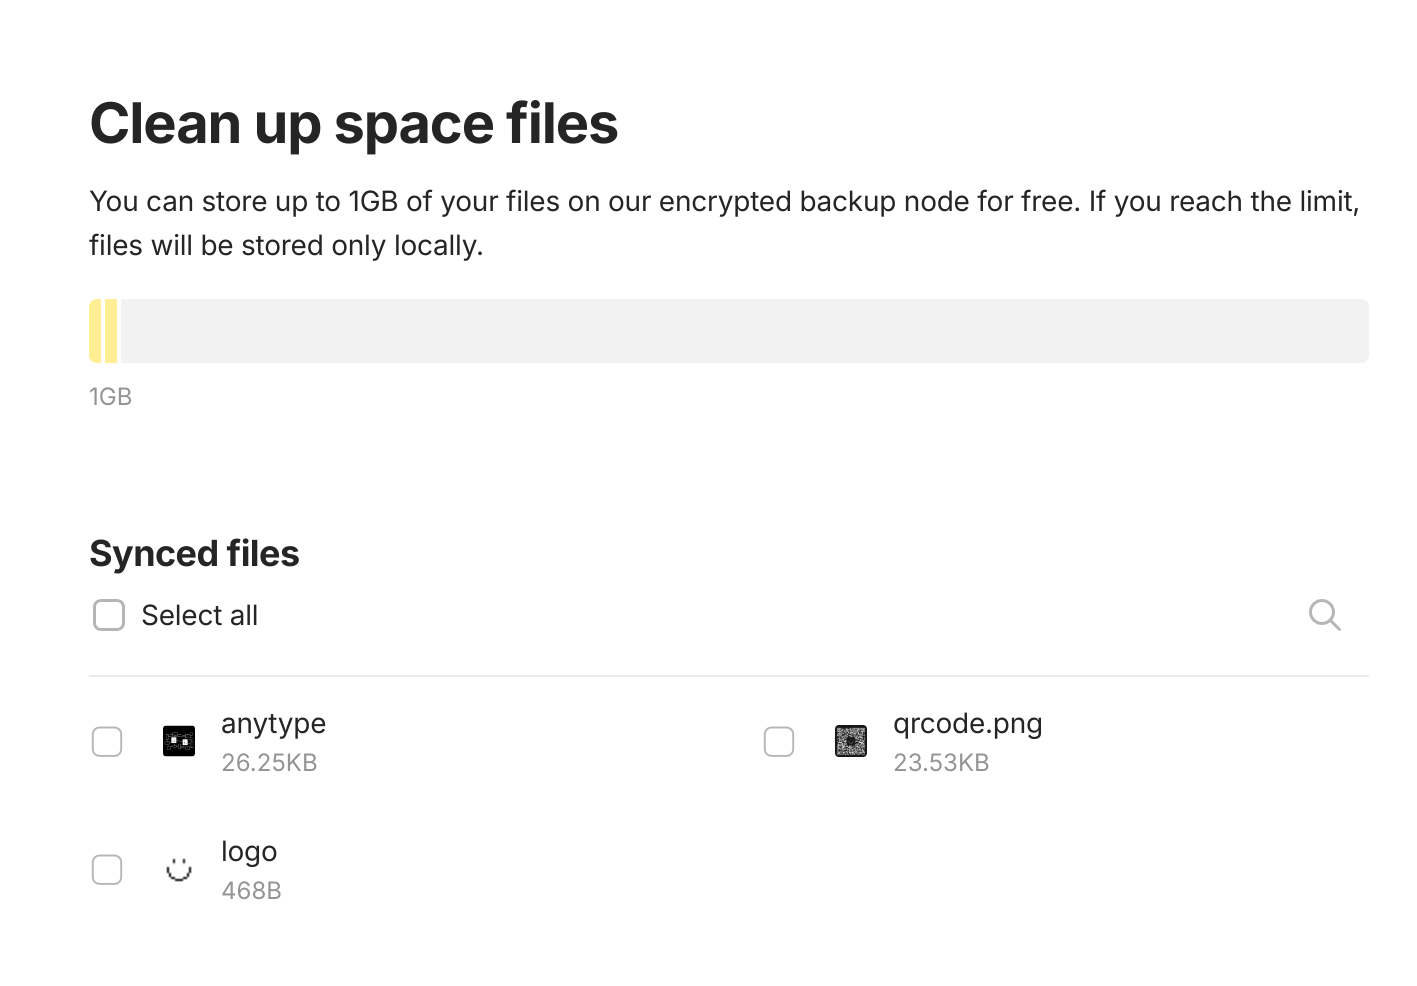 Clean up space files
You can store up to 1GB of your files on our encrypted backup node for free. If you reach the limit,
files will be stored only locally.
1GB
Synced files
Select all
anytype
26.25KB
qrcode.png
23.53KB
logo
468B